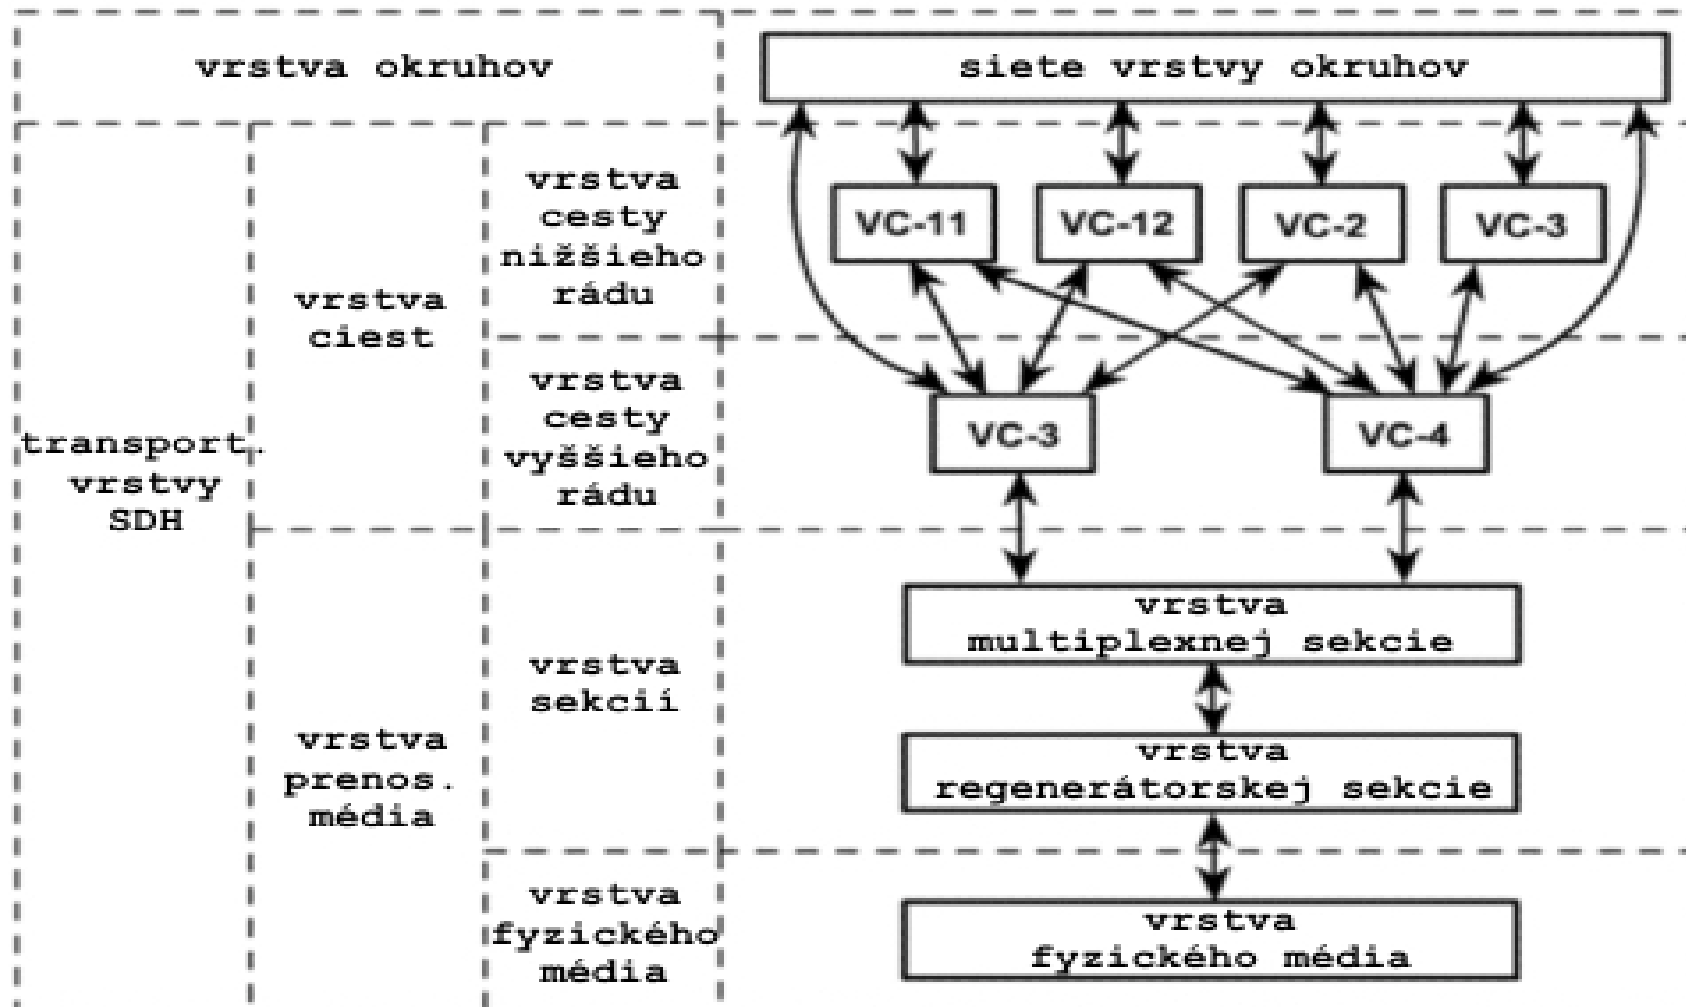 vrstva okruhov
siete vrstvy okruhov
vrstva
cesty
nižšieho
rádu
VC-11
VC-12
VC-2
VC-3
vrstva
ciest
vrstva
cesty
vyššieho
rádu
VC-3
VC-4
transport.
vrstvy
SDH
vrstva
multiplexnej sekcie
vrstva
sekcií
vrstva
prenos.
média
vrstva
regenerátorskej sekcie
vrstva
fyzického
média
vrstva
fyzického média